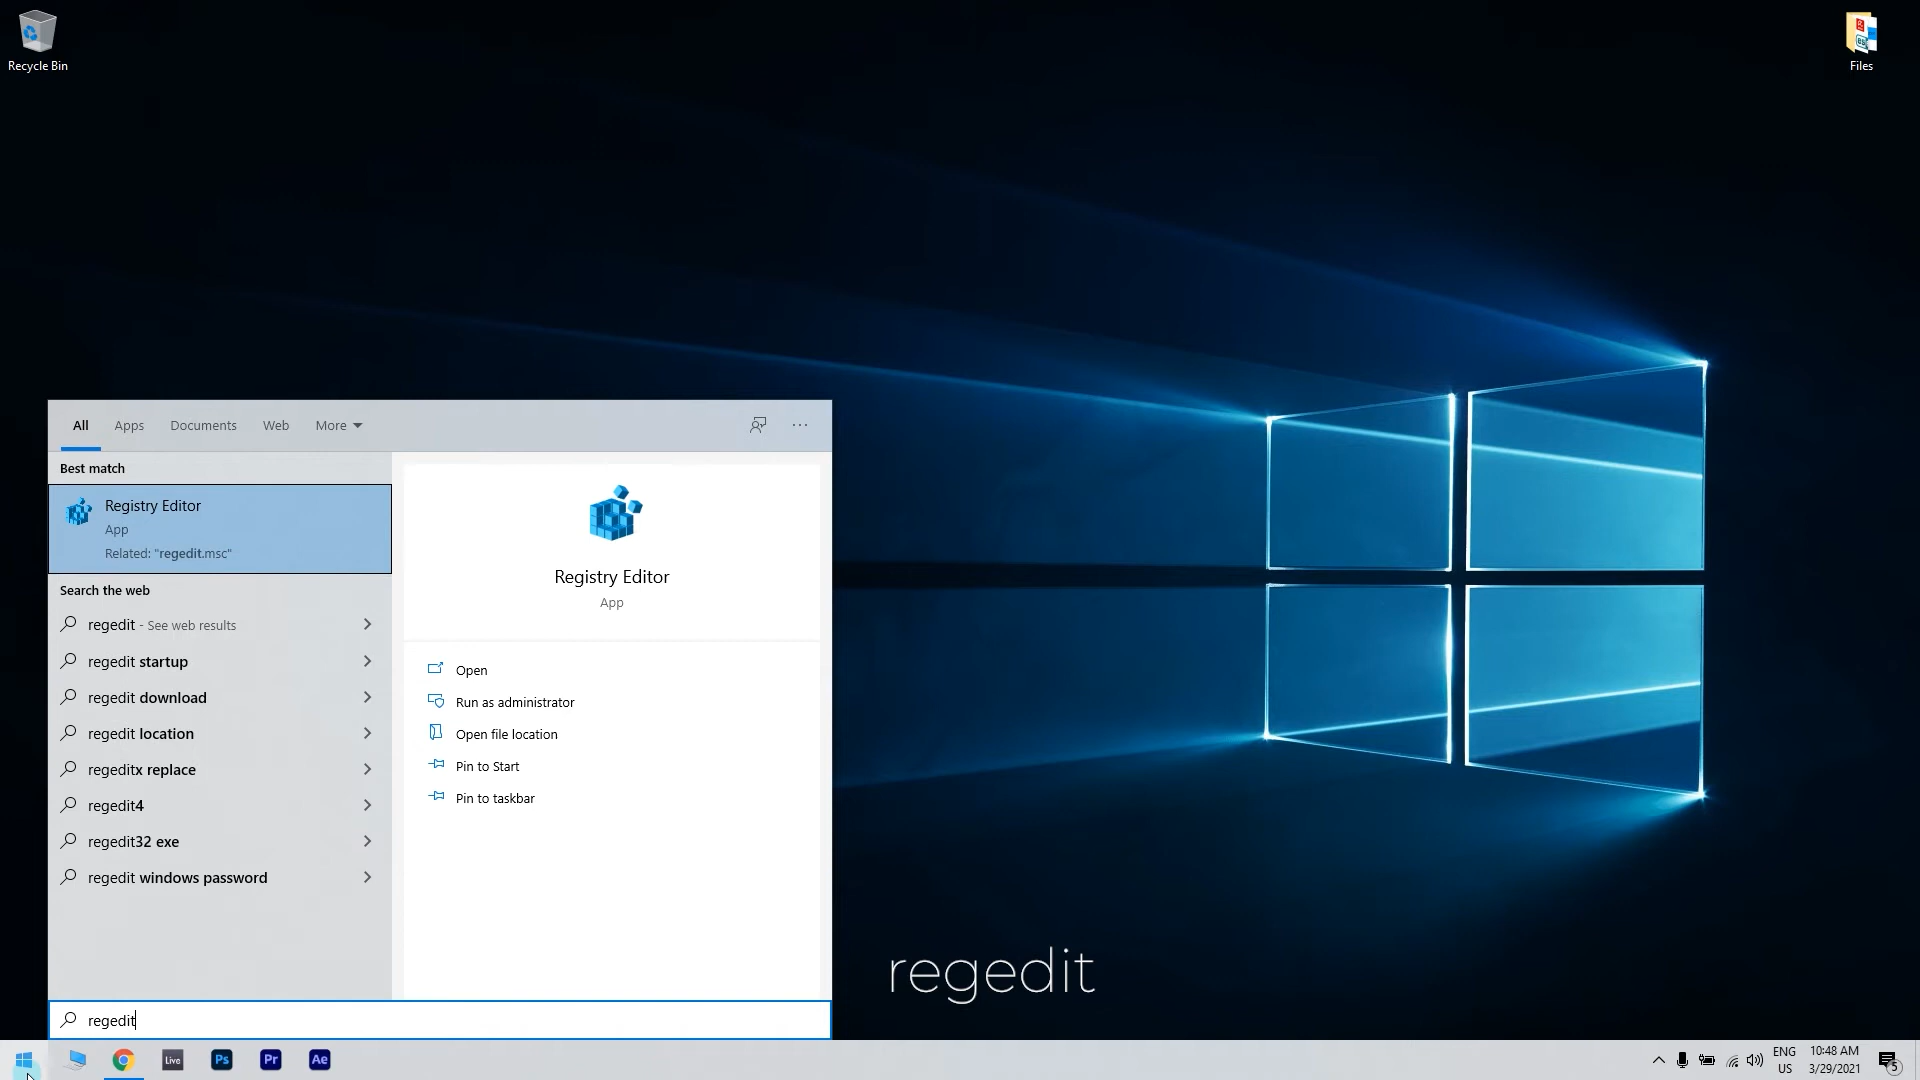 Recycle Bin
Files
All
Apps
Documents
Web
More
Best match
Registry Editor
App
Related: "regedit.msc"
Search the web
regedit - See web results
regedit startup
regedit download
regedit location
regeditx replace
regedit4
regedit32 exe
regedit windows password
Registry Editor
App
Open
Run as administrator
Open file location
Pin to Start
Pin to taskbar
regedit
regedit
Live
Ps
Pr
Ae
ENG
US
10:48 AM
3/29/2021
5